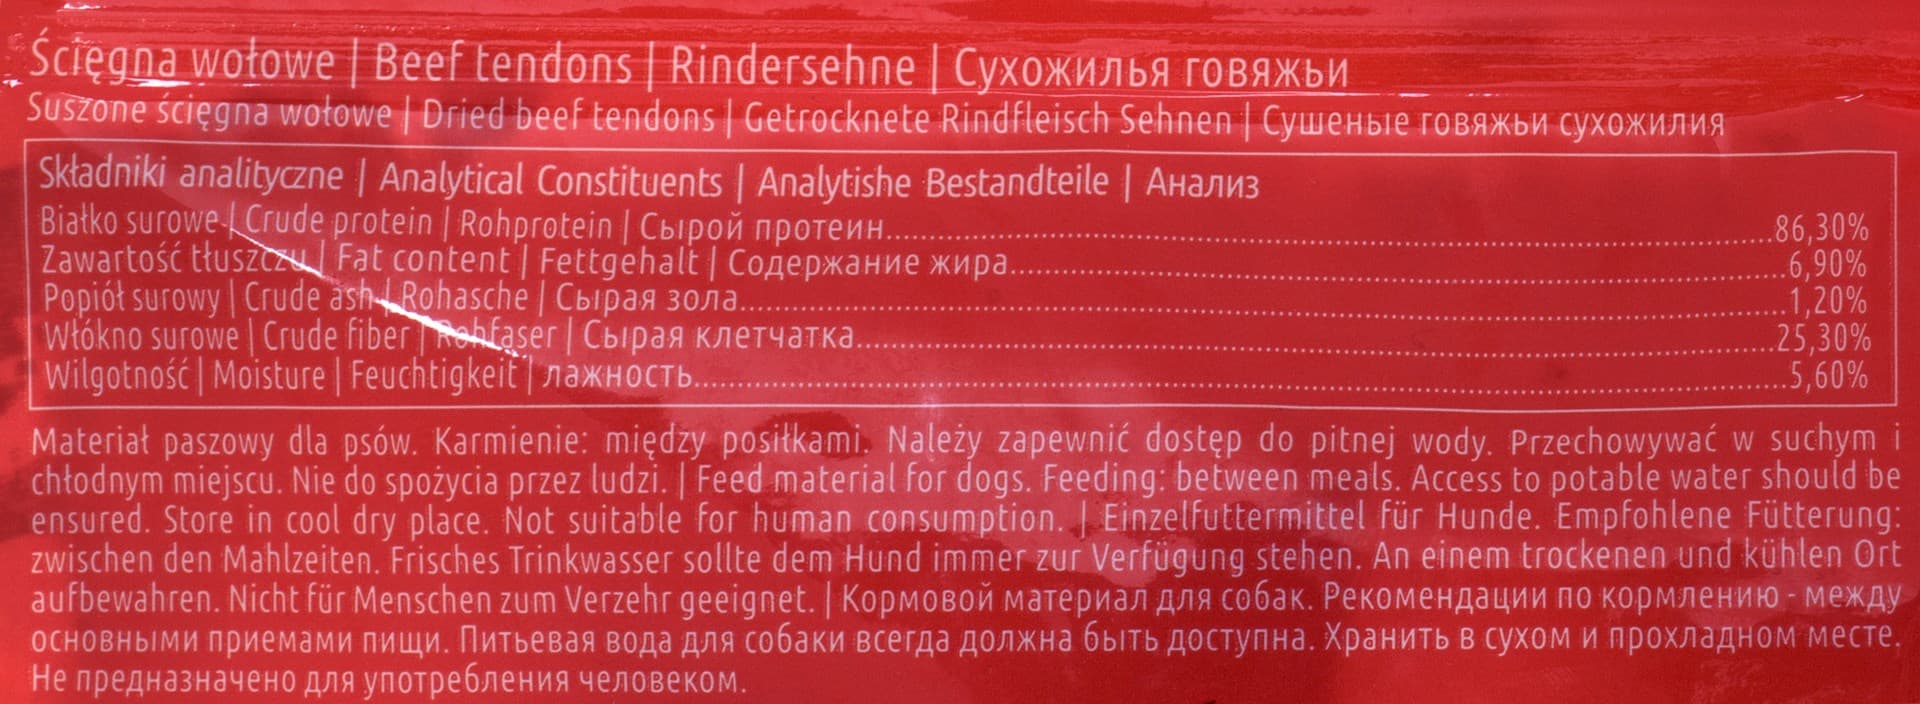 Ścięgna wołowe | Beef tendons | Rindersehne | Сухожилья говяжьи
Suszone ścięgna wołowe | Dried beef tendons | Getrocknete Rindfleisch Sehnen | Сушеные говяжьи сухожилия
Składniki analityczne | Analytical Constituents | Analytishe Bestandteile | Анализ
Białko surowe | Crude protein | Rohprotein | Сырой протеин 86,30%
Zawartość tłuszczu | Fat content | Fettgehalt | Содержание жира 6,90%
Popiół surowy | Crude ash | Rohasche | Сырая зола 1,20%
Włókno surowe | Crude fiber | Rohfaser | Сырая клетчатка 25,30%
Wilgotność | Moisture | Feuchtigkeit | лажность 5,60%
Materiał paszowy dla psów. Karmienie: między posiłkami. Należy zapewnić dostęp do pitnej wody. Przechowywać w suchym i
chłodnym miejscu. Nie do spożycia przez ludzi. | Feed material for dogs. Feeding: between meals. Access to potable water should be
ensured. Store in cool dry place. Not suitable for human consumption. | Einzelfuttermittel für Hunde. Empfohlene Fütterung:
zwischen den Mahlzeiten. Frisches Trinkwasser sollte dem Hund immer zur Verfügung stehen. An einem trockenen und kühlen Ort
aufbewahren. Nicht für Menschen zum Verzehr geeignet. | Кормовой материал для собак. Рекомендации по кормлению - между
основными приемами пищи. Питьевая вода для собаки всегда должна быть доступна. Хранить в сухом и прохладном месте.
Не предназначено для употребления человеком.